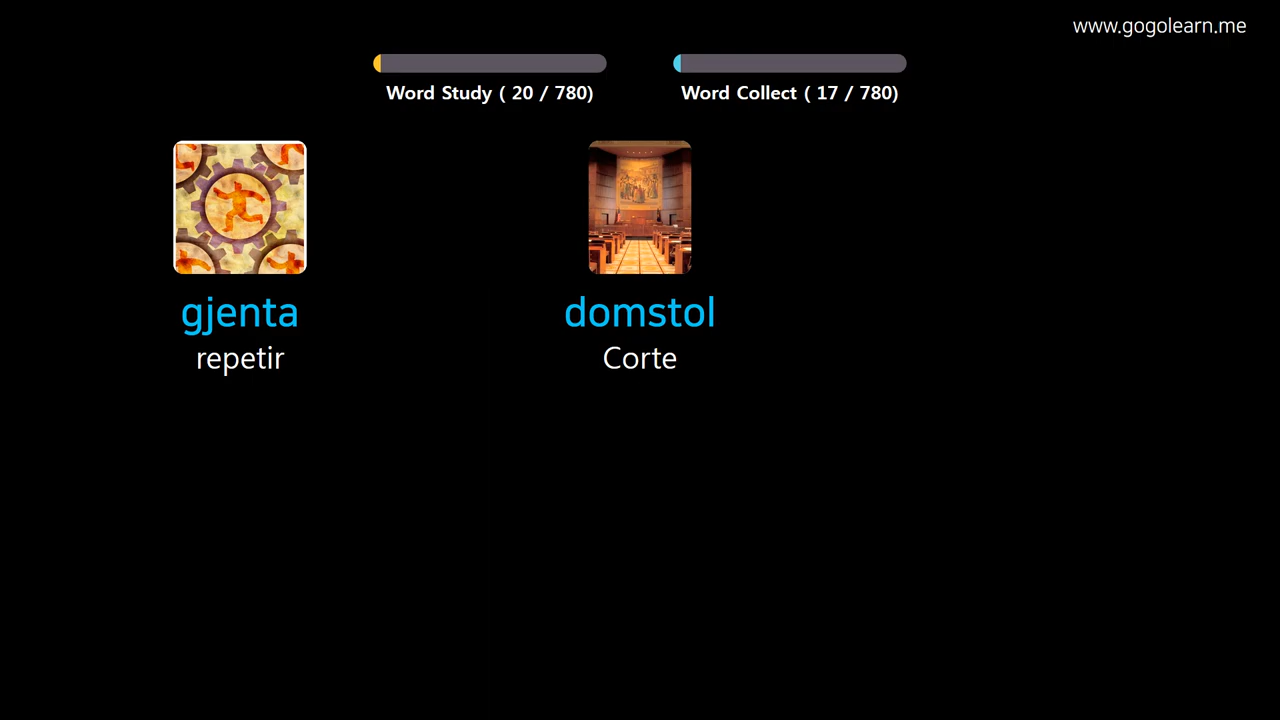 www.gogolearn.me
Word Study ( 20 / 780)
Word Collect ( 17 / 780)
gjenta
domstol
repetir
Corte